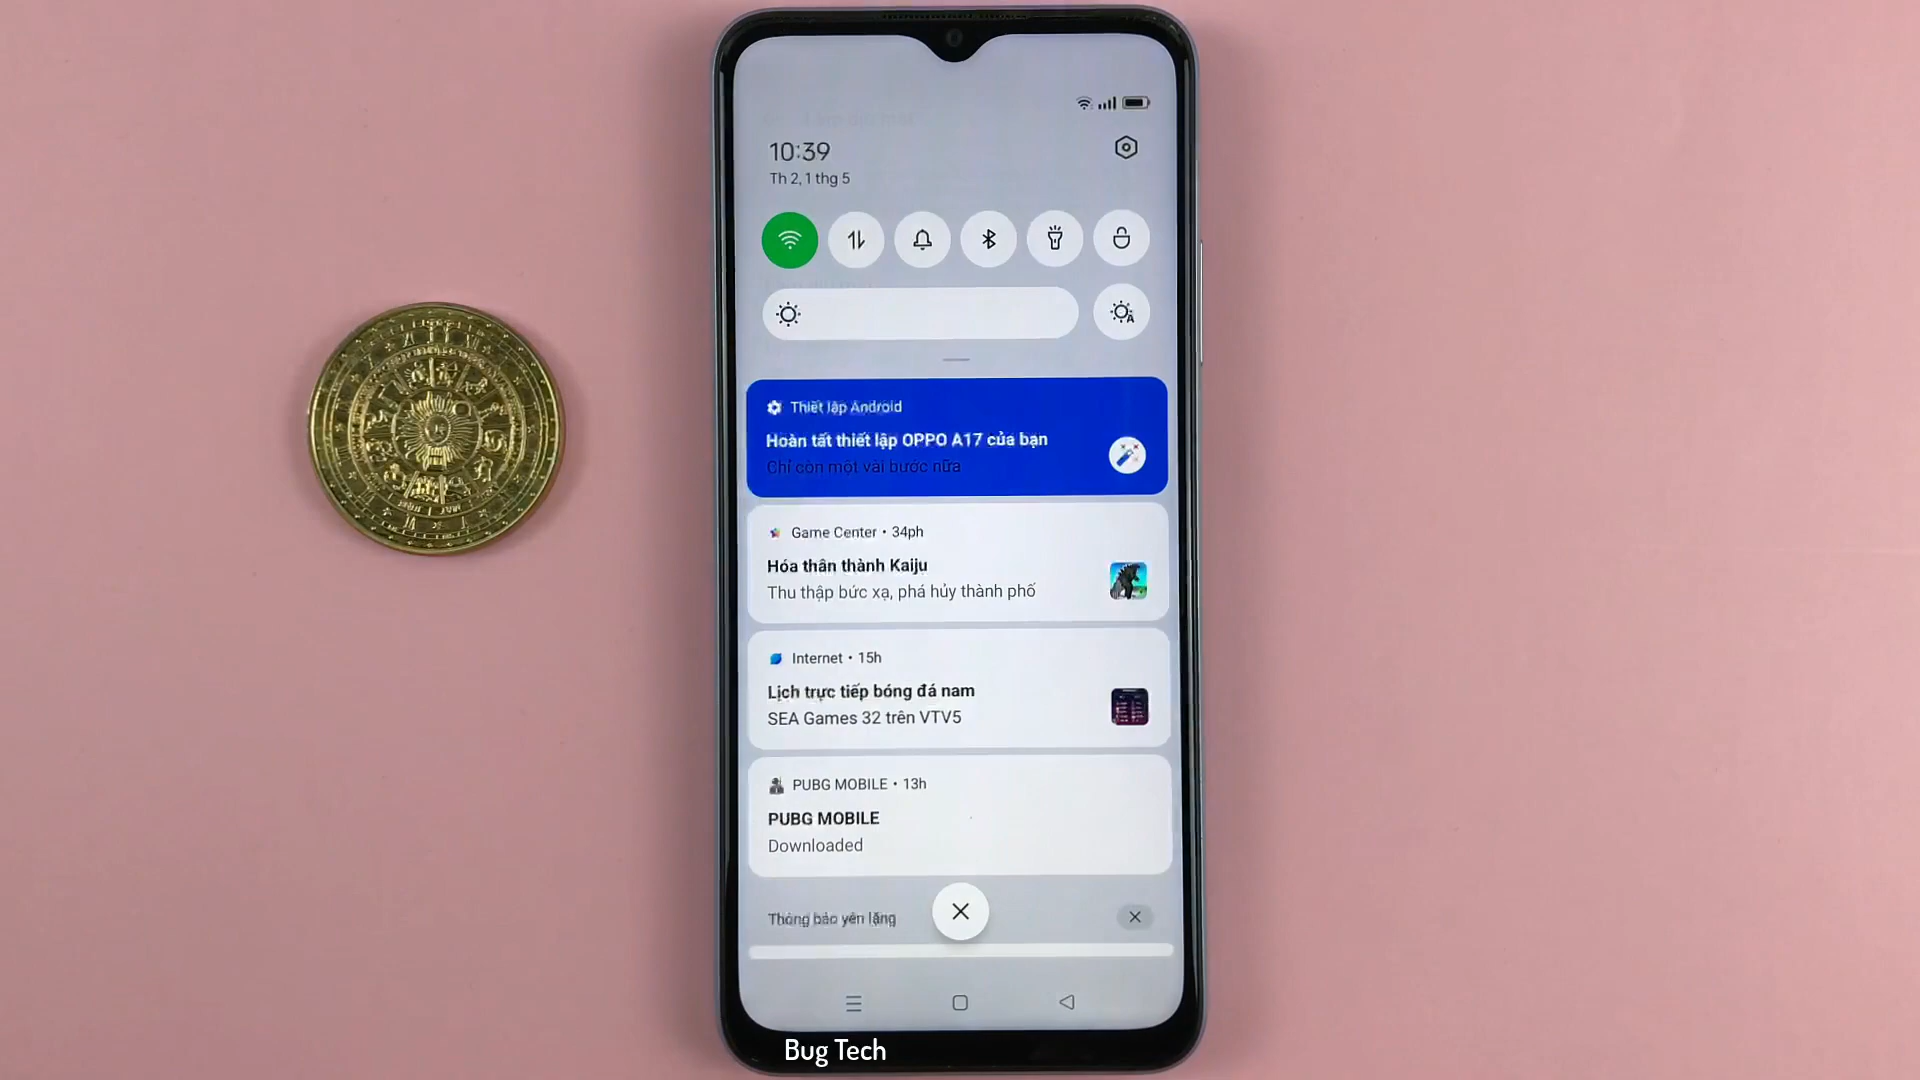 10:39
Th 2, 1 thg 5
Thiết lập Android
Hoàn tất thiết lập OPPO A17 của bạn
Chỉ còn một vài bước nữa
Game Center • 34ph
Hóa thân thành Kaiju
Thu thập bức xạ, phá hủy thành phố
Internet • 15h
Lịch trực tiếp bóng đá nam
SEA Games 32 trên VTV5
PUBG MOBILE • 13h
PUBG MOBILE
Downloaded
Thông báo yên lặng
Bug Tech